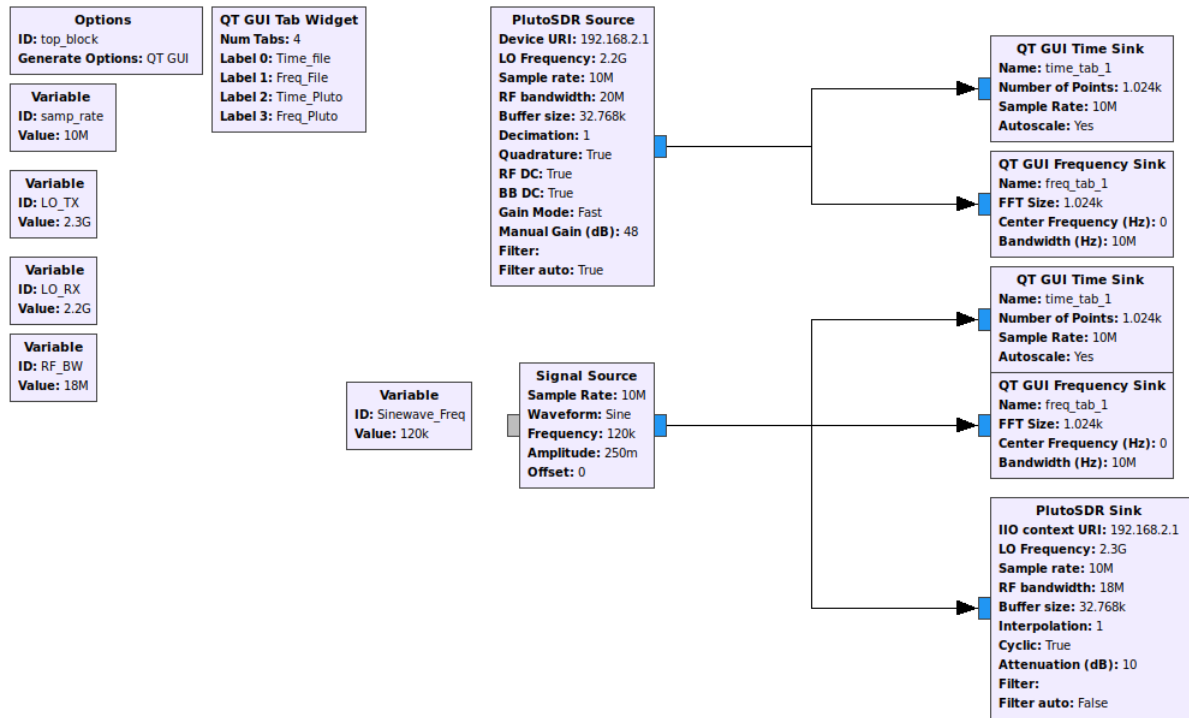 Options
ID: top_block
Generate Options: QT GUI
Variable
ID: samp_rate
Value: 10M
Variable
ID: LO_TX
Value: 2.3G
Variable
ID: LO_RX
Value: 2.2G
Variable
ID: RF_BW
Value: 18M
QT GUI Tab Widget
Num Tabs: 4
Label 0: Time_file
Label 1: Freq_File
Label 2: Time_Pluto
Label 3: Freq_Pluto
Variable
ID: Sinewave_Freq
Value: 120k
PlutoSDR Source
Device URI: 192.168.2.1
LO Frequency: 2.2G
Sample rate: 10M
RF bandwidth: 20M
Buffer size: 32.768k
Decimation: 1
Quadrature: True
RF DC: True
BB DC: True
Gain Mode: Fast
Manual Gain (dB): 48
Filter:
Filter auto: True
Signal Source
Sample Rate: 10M
Waveform: Sine
Frequency: 120k
Amplitude: 250m
Offset: 0
QT GUI Time Sink
Name: time_tab_1
Number of Points: 1.024k
Sample Rate: 10M
Autoscale: Yes
QT GUI Frequency Sink
Name: freq_tab_1
FFT Size: 1.024k
Center Frequency (Hz): 0
Bandwidth (Hz): 10M
QT GUI Time Sink
Name: time_tab_1
Number of Points: 1.024k
Sample Rate: 10M
Autoscale: Yes
QT GUI Frequency Sink
Name: freq_tab_1
FFT Size: 1.024k
Center Frequency (Hz): 0
Bandwidth (Hz): 10M
PlutoSDR Sink
IIO context URI: 192.168.2.1
LO Frequency: 2.3G
Sample rate: 10M
RF bandwidth: 18M
Buffer size: 32.768k
Interpolation: 1
Cyclic: True
Attenuation (dB): 10
Filter:
Filter auto: False